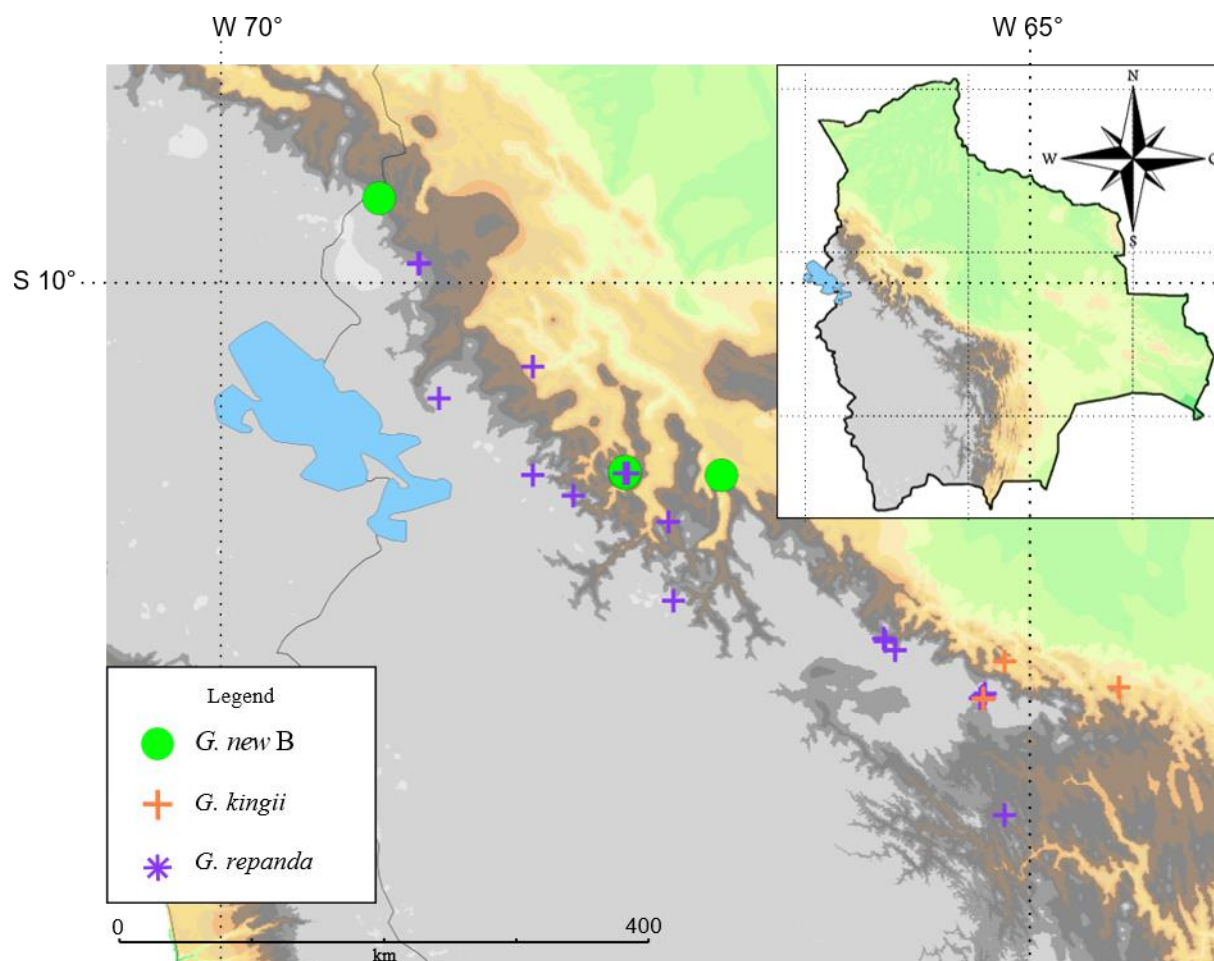 W 70°
W 65°
N
W
O
S
S 10°
Legend
G. new B
G. kingii
G. repanda
0
400
km